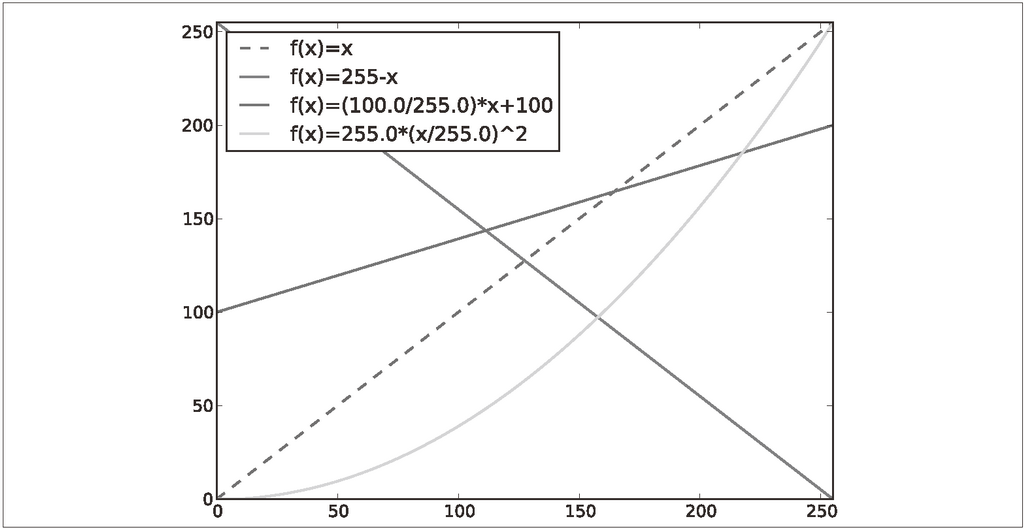 250
200
150
100
50
0
f(x)=x
f(x)=255-x
f(x)=(100.0/255.0)*x+100
f(x)=255.0*(x/255.0)^2
0 50 100 150 200 250